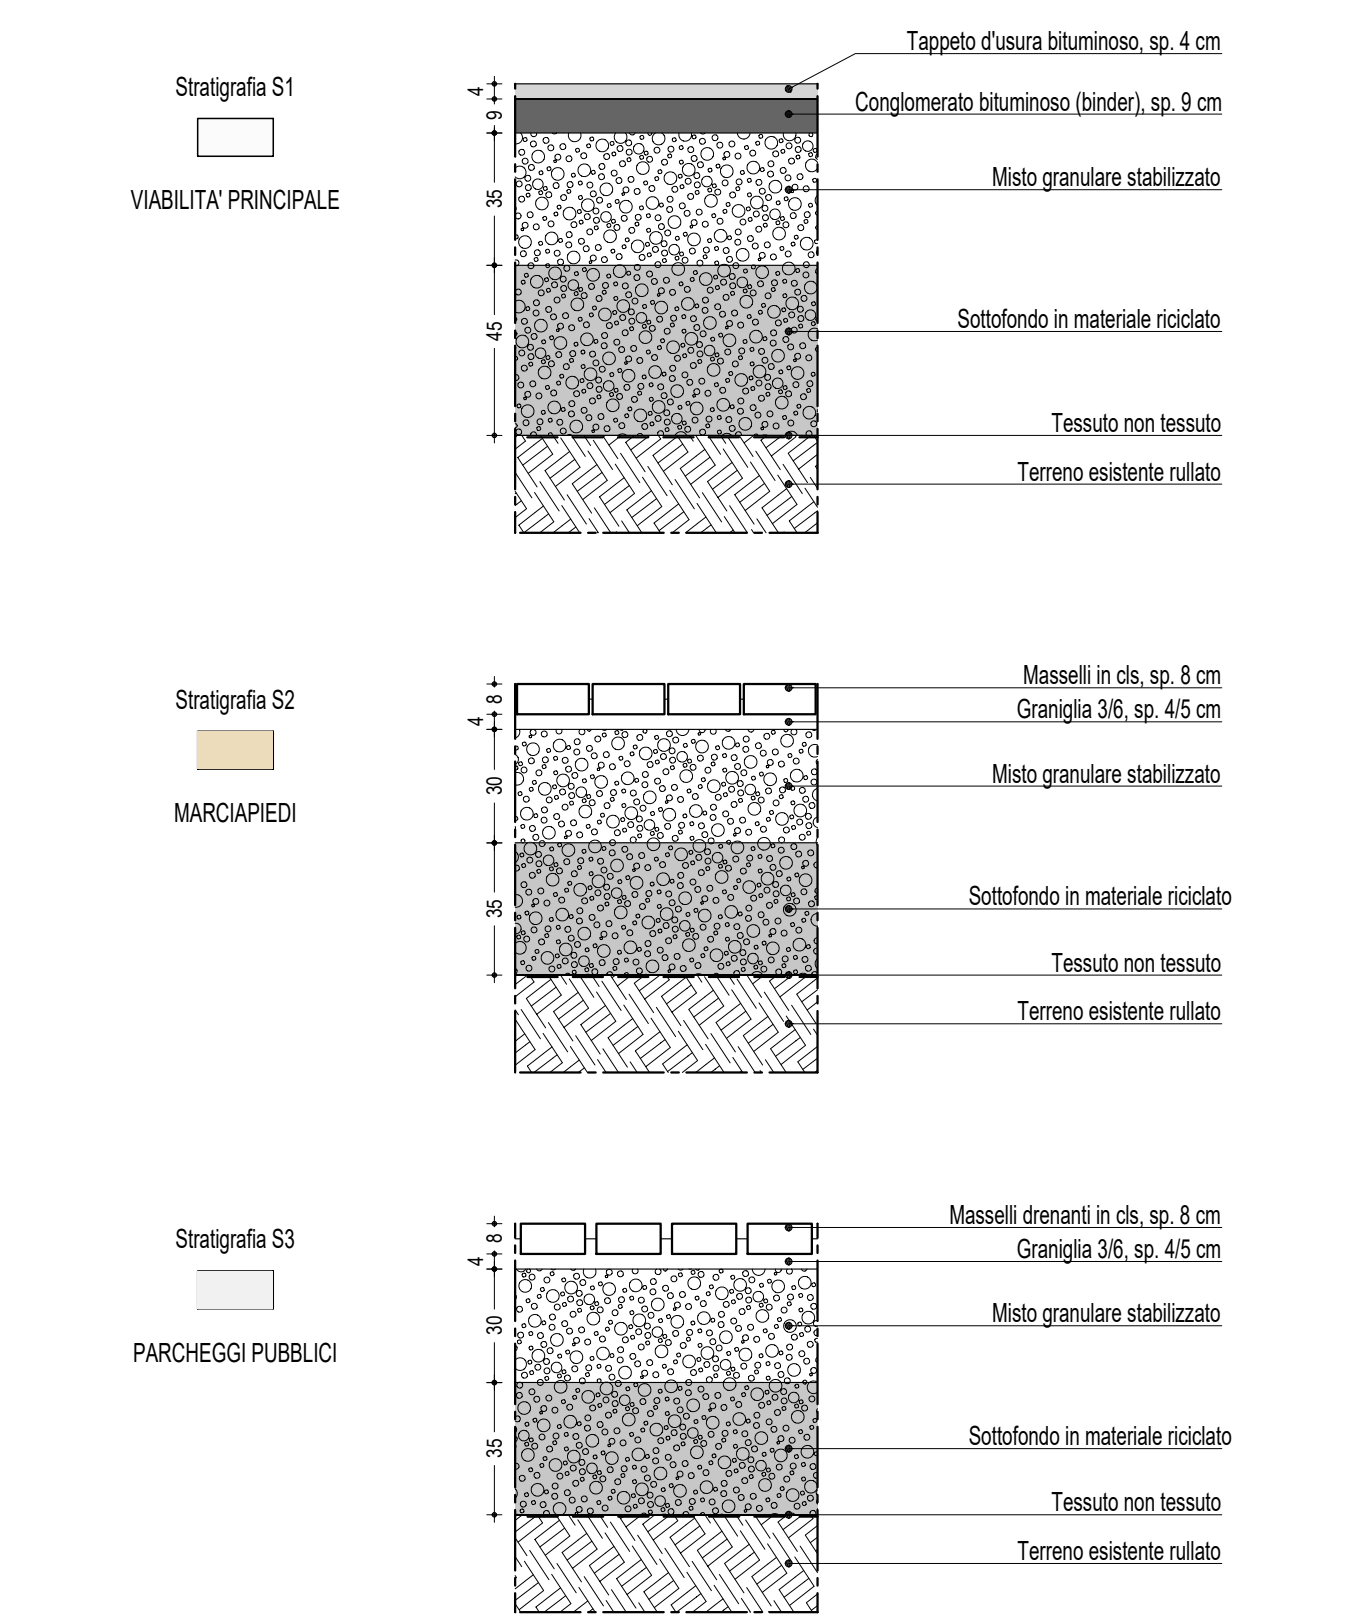 Stratigrafia S1
VIABILITA' PRINCIPALE
4
9
35
45
Tappeto d'usura bituminoso, sp. 4 cm
Conglomerato bituminoso (binder), sp. 9 cm
Misto granulare stabilizzato
Sottofondo in materiale riciclato
Tessuto non tessuto
Terreno esistente rullato
Stratigrafia S2
MARCIAPIEDI
8
4
30
35
Masselli in cls, sp. 8 cm
Graniglia 3/6, sp. 4/5 cm
Misto granulare stabilizzato
Sottofondo in materiale riciclato
Tessuto non tessuto
Terreno esistente rullato
Stratigrafia S3
PARCHEGGI PUBBLICI
8
4
30
35
Masselli drenanti in cls, sp. 8 cm
Graniglia 3/6, sp. 4/5 cm
Misto granulare stabilizzato
Sottofondo in materiale riciclato
Tessuto non tessuto
Terreno esistente rullato